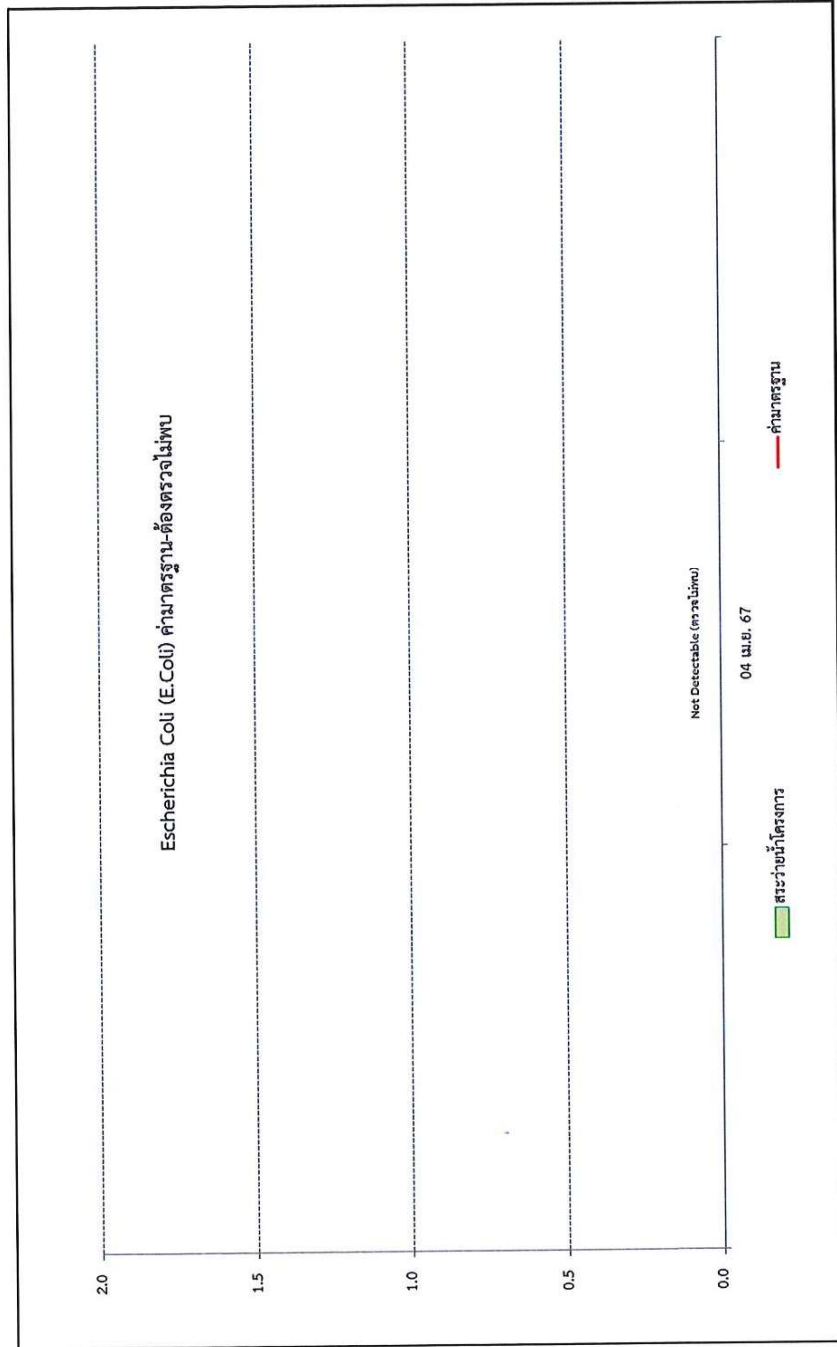 Escherichia Coli (E.Coli) ค่ามาตรฐาน-ต้องตรวจไม่พบ
2.0
1.5
1.0
0.5
0.0
Not Detectable (ตรวจไม่พบ)
04 เม.ย. 67
สระว่ายน้ำโครงการ
ค่ามาตรฐาน